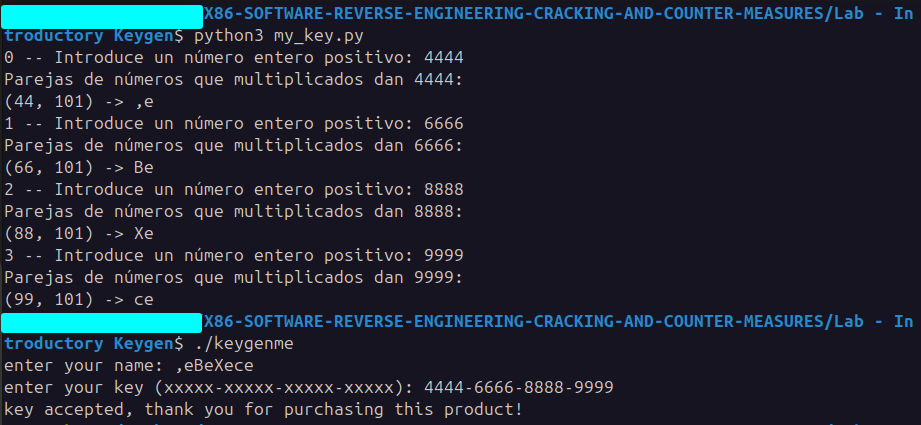 X86-SOFTWARE-REVERSE-ENGINEERING-CRACKING-AND-COUNTER-MEASURES/Lab - In
troductory Keygen$ python3 my_key.py
0 -- Introduce un número entero positivo: 4444
Parejas de números que multiplicados dan 4444:
(44, 101) -> ,e
1 -- Introduce un número entero positivo: 6666
Parejas de números que multiplicados dan 6666:
(66, 101) -> Be
2 -- Introduce un número entero positivo: 8888
Parejas de números que multiplicados dan 8888:
(88, 101) -> Xe
3 -- Introduce un número entero positivo: 9999
Parejas de números que multiplicados dan 9999:
(99, 101) -> ce
X86-SOFTWARE-REVERSE-ENGINEERING-CRACKING-AND-COUNTER-MEASURES/Lab - In
troductory Keygen$ ./keygenme
enter your name: ,eBeXece
enter your key (xxxxx-xxxxx-xxxxx-xxxxx): 4444-6666-8888-9999
key accepted, thank you for purchasing this product!